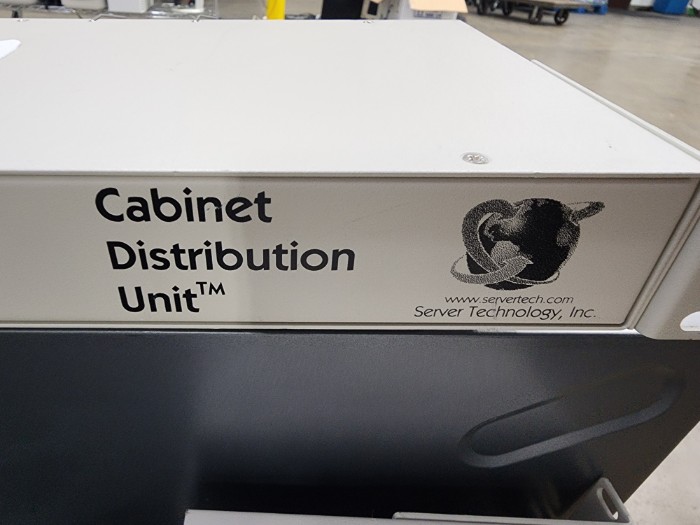 Cabinet
Distribution
Unit™
www.servertech.com
Server Technology, Inc.